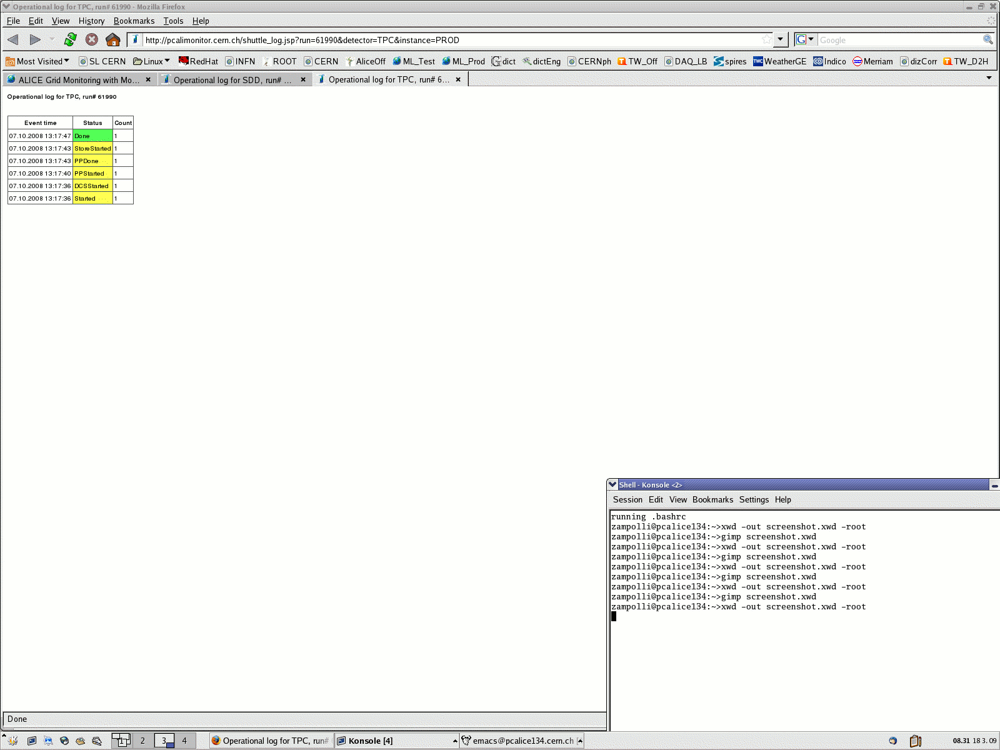 Operational log for TPC, run# 61990 - Mozilla Firefox
File Edit View History Bookmarks Tools Help
http://pcalimonitor.cern.ch/shuttle_log.jsp?run=61990&detector=TPC&instance=PROD
G Google
Most Visited SL CERN Linux RedHat INFN ROOT CERN AliceOff ML_Test ML_Prod dict dictEng CERNph TW_Off DAQ_LB spires TWC WeatherGE Indico Merriam dizCorr TW_D2H
ALICE Grid Monitoring with Mo... Operational log for SDD, run# ... Operational log for TPC, run# 6...
Operational log for TPC, run# 61990
Event time Status Count
07.10.2008 13:17:47 Done 1
07.10.2008 13:17:43 StoreStarted 1
07.10.2008 13:17:43 PPDone 1
07.10.2008 13:17:40 PPStarted 1
07.10.2008 13:17:36 DCSStarted 1
07.10.2008 13:17:36 Started 1
Shell - Konsole <2>
Session Edit View Bookmarks Settings Help
running .bashrc
zampolli@pcalice134:~>xwd -out screenshot.xwd -root
zampolli@pcalice134:~>gimp screenshot.xwd
zampolli@pcalice134:~>xwd -out screenshot.xwd -root
zampolli@pcalice134:~>gimp screenshot.xwd
zampolli@pcalice134:~>xwd -out screenshot.xwd -root
zampolli@pcalice134:~>gimp screenshot.xwd
zampolli@pcalice134:~>xwd -out screenshot.xwd -root
zampolli@pcalice134:~>gimp screenshot.xwd
zampolli@pcalice134:~>xwd -out screenshot.xwd -root
Done
1 2 3 4 Operational log for TPC, run# Konsole [4] emacs@pcalice134.cern.ch [ 08.31 18 3. 09